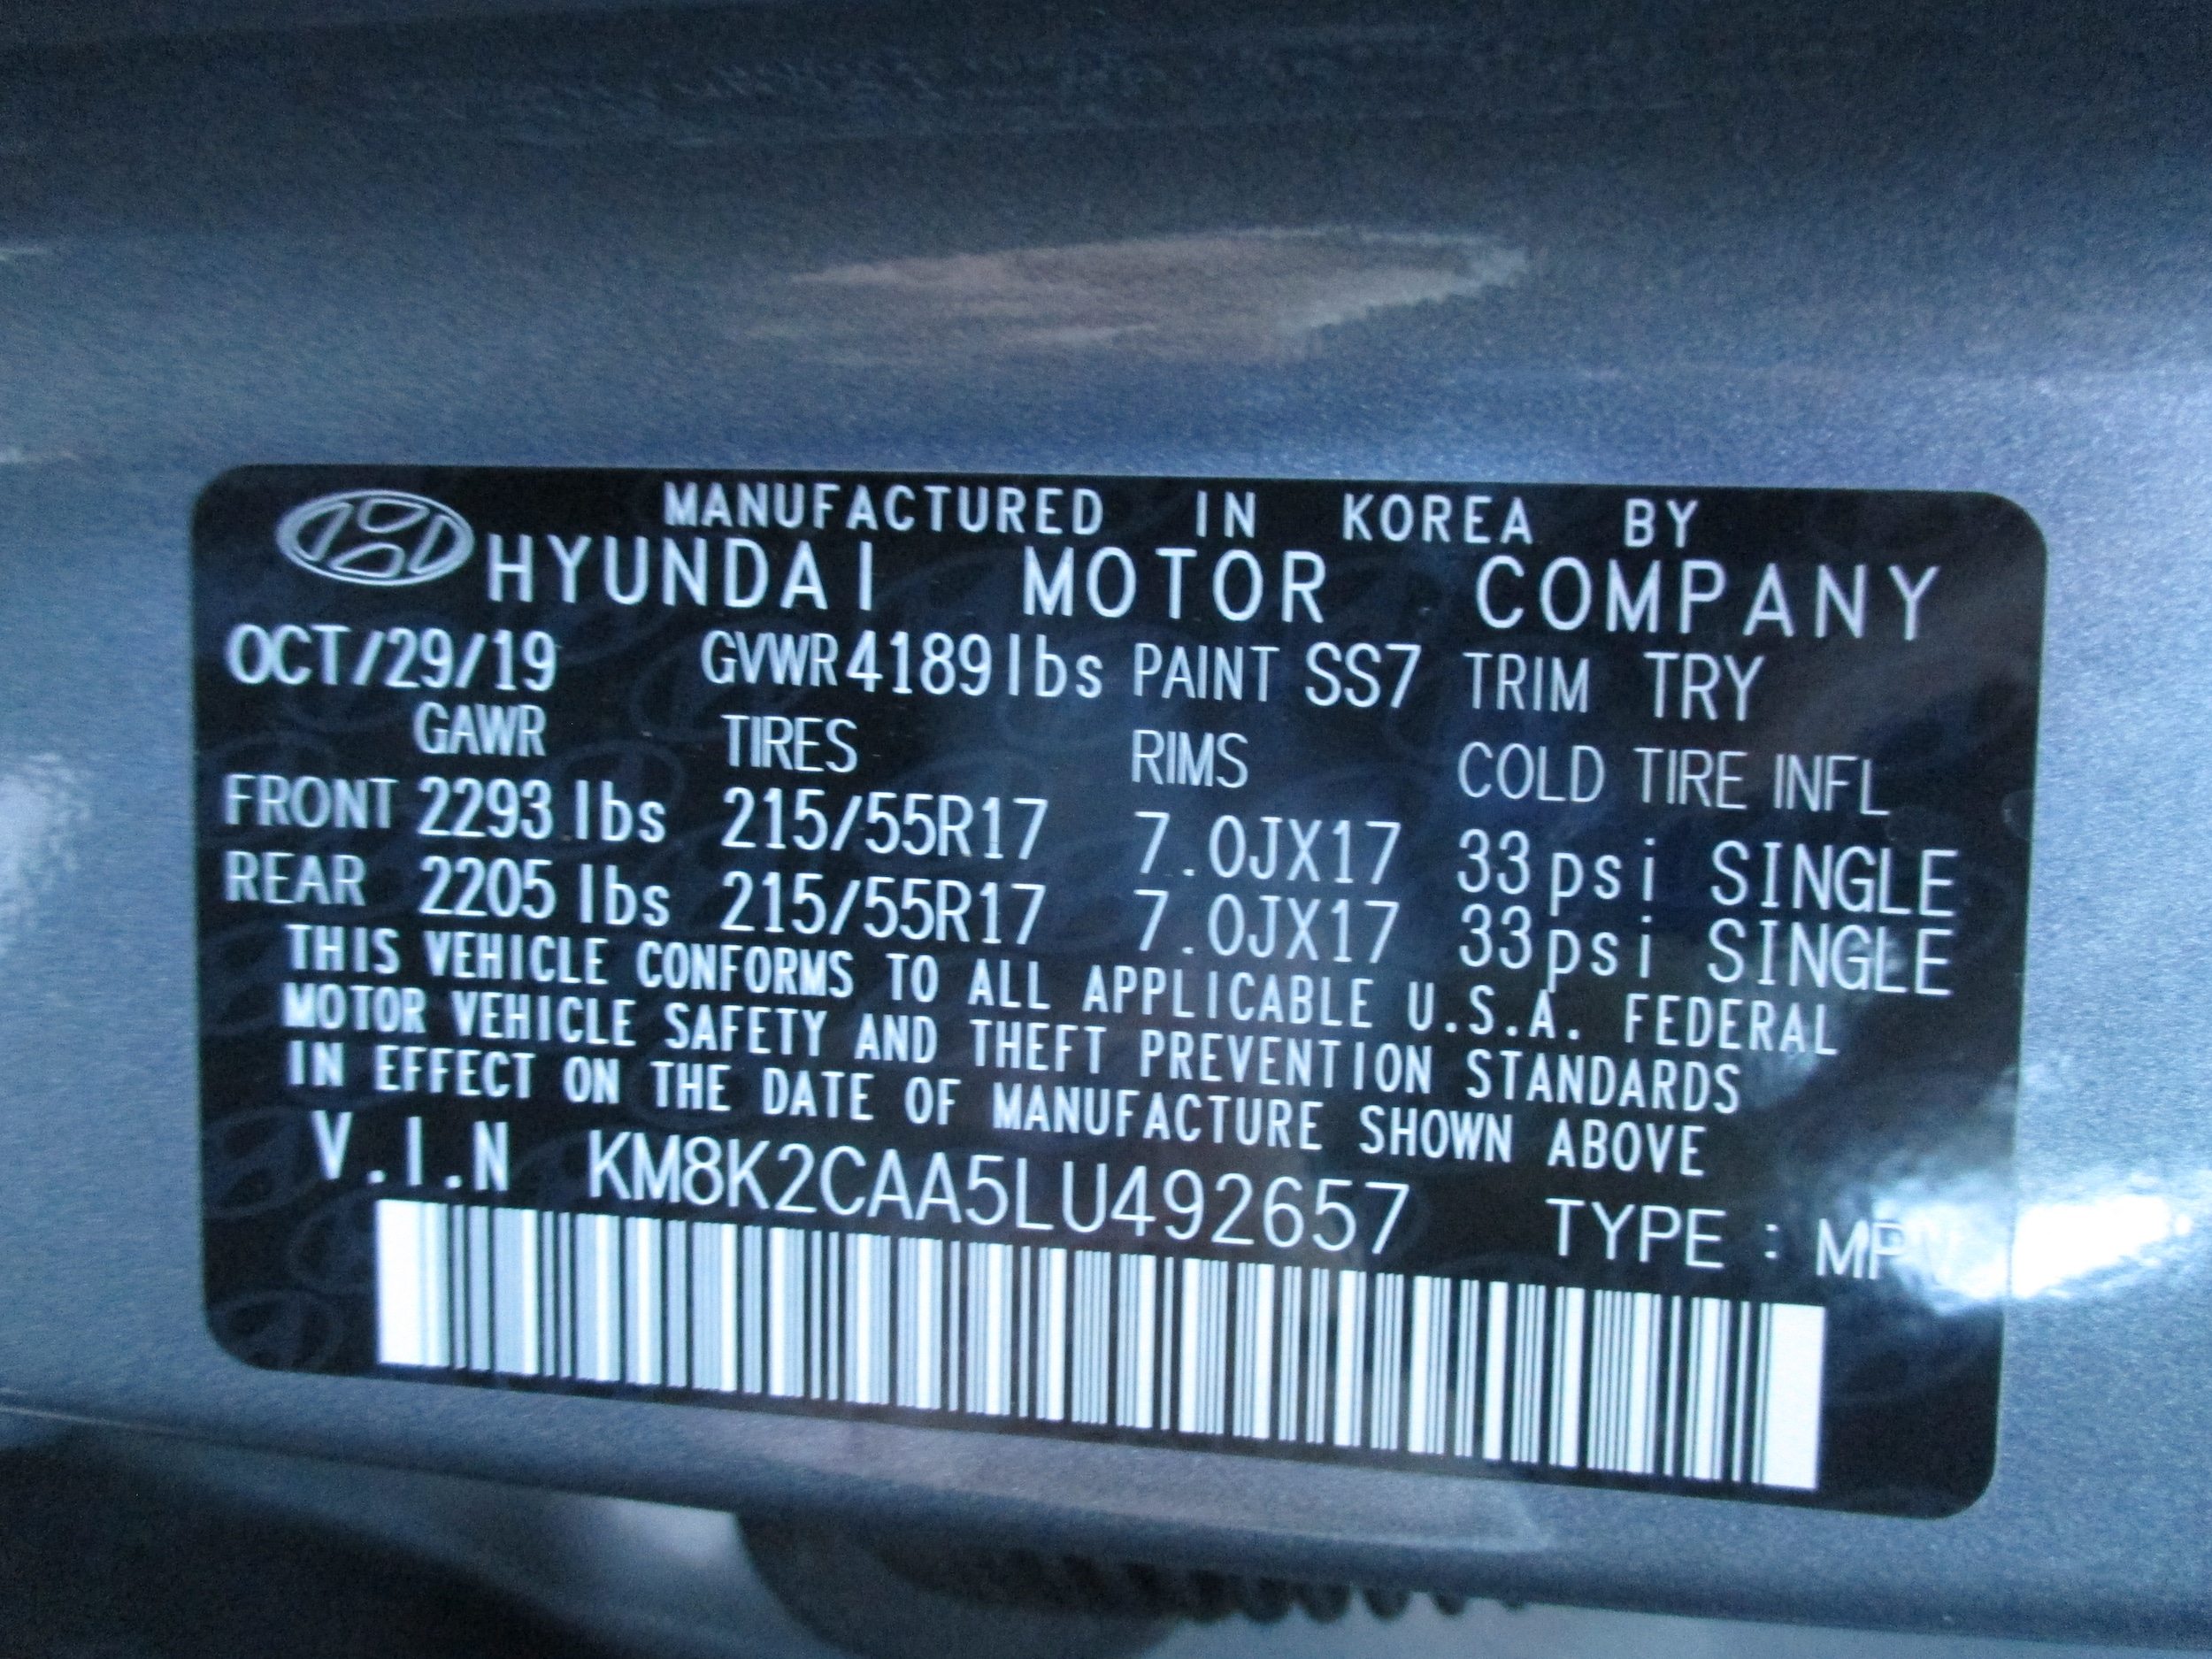 MANUFACTURED IN KOREA BY
HYUNDAI MOTOR COMPANY
OCT/29/19 GVWR 4189 lbs PAINT SS7 TRIM TRY
GAWR TIRES RIMS COLD TIRE INFL
FRONT 2293 lbs 215/55R17 7.0JX17 33psi SINGLE
REAR 2205 lbs 215/55R17 7.0JX17 33psi SINGLE
THIS VEHICLE CONFORMS TO ALL APPLICABLE U.S.A. FEDERAL
MOTOR VEHICLE SAFETY AND THEFT PREVENTION STANDARDS
IN EFFECT ON THE DATE OF MANUFACTURE SHOWN ABOVE
V.I.N KM8K2CAA5LU492657 TYPE : MPV